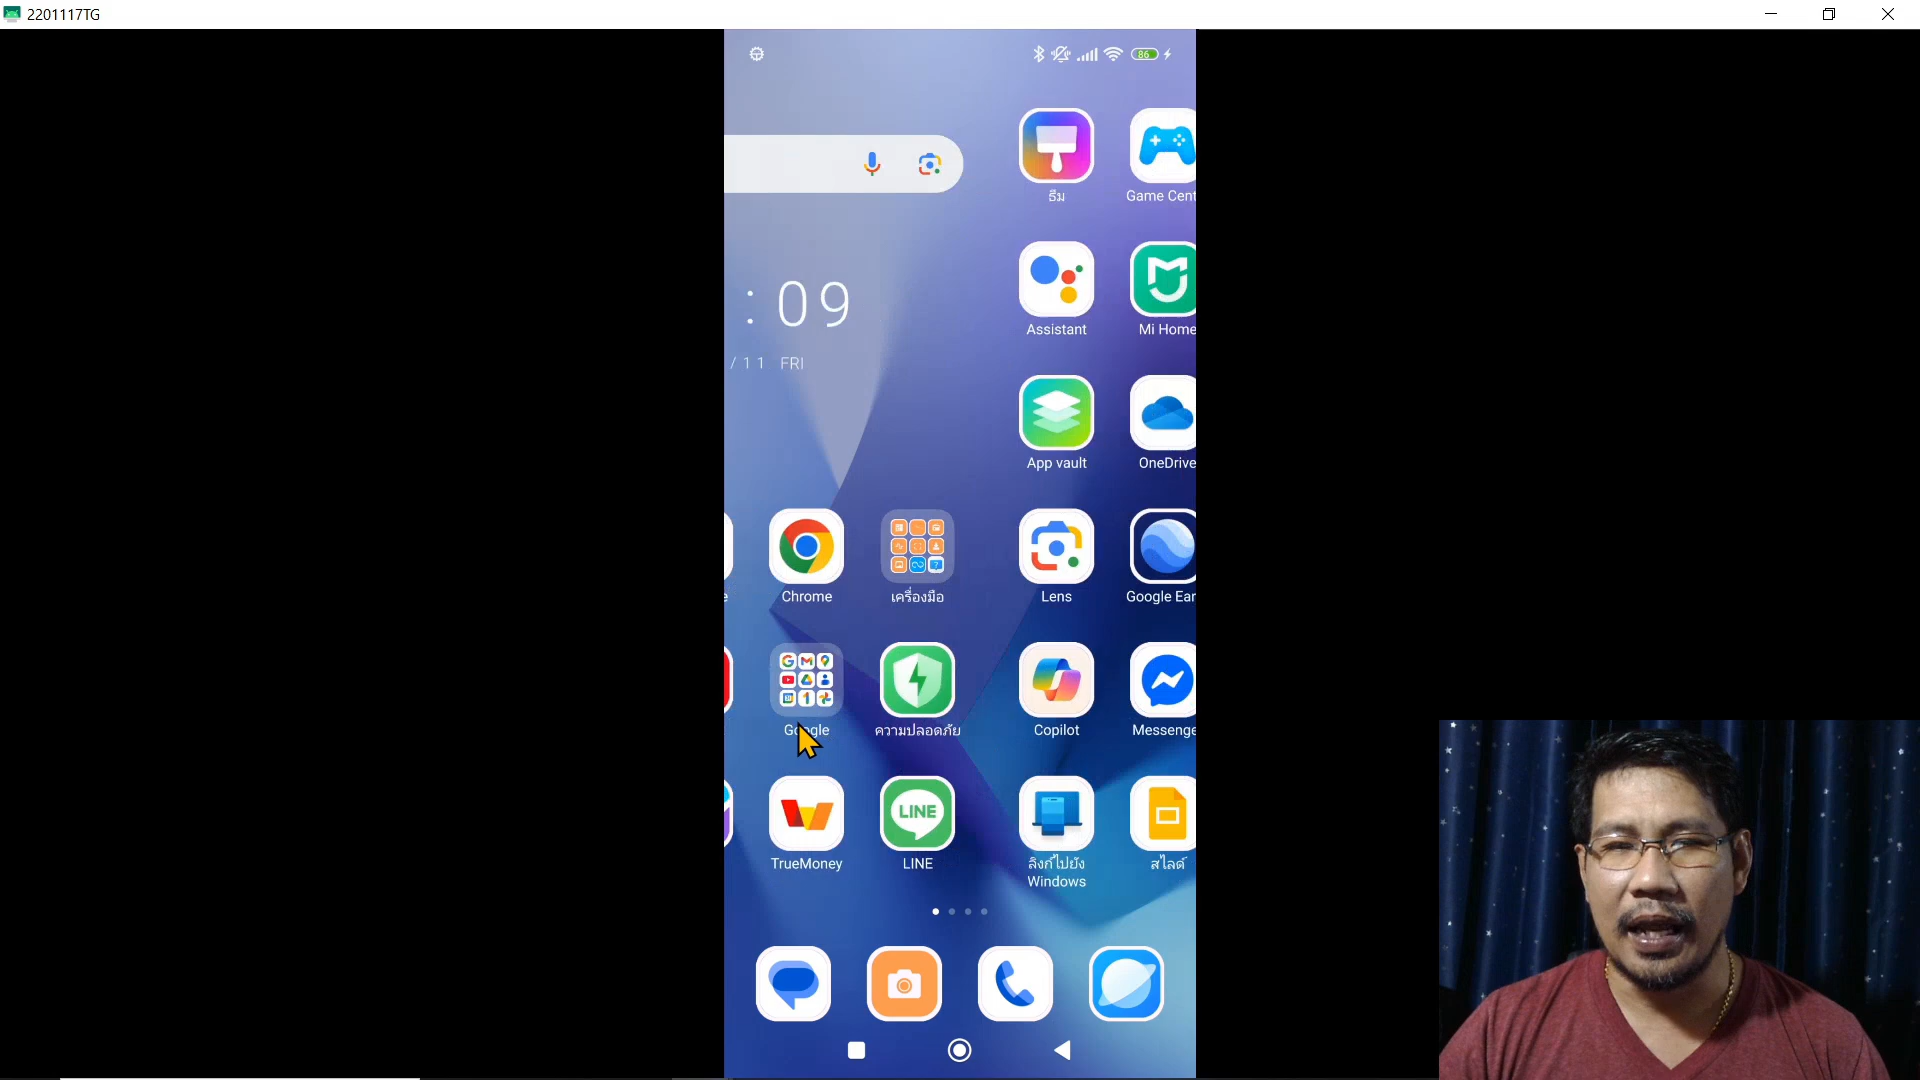 2201117TG
86
ธีม
Game Cent
: 09
/ 11 FRI
Assistant
Mi Home
App vault
OneDrive
Chrome
เครื่องมือ
Lens
Google Ear
Google
ความปลอดภัย
Copilot
Messenge
TrueMoney
LINE
LINE
ลิงก์ไปยัง
Windows
สไลด์